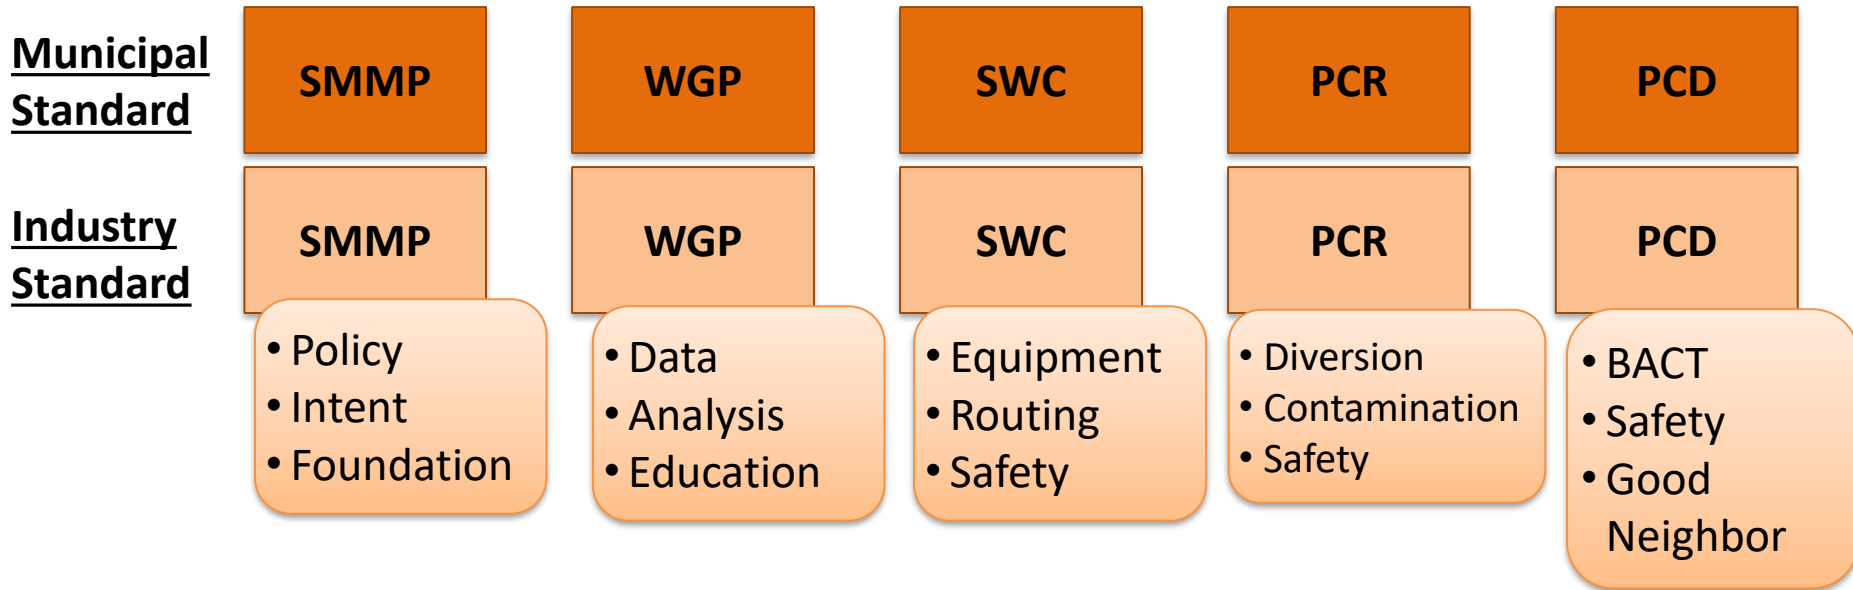 Municipal
Standard
SMMP
WGP
SWC
PCR
PCD
Industry
Standard
SMMP
WGP
SWC
PCR
PCD
• Policy
• Intent
• Foundation
• Data
• Analysis
• Education
• Equipment
• Routing
• Safety
• Diversion
• Contamination
• Safety
• BACT
• Safety
• Good
Neighbor